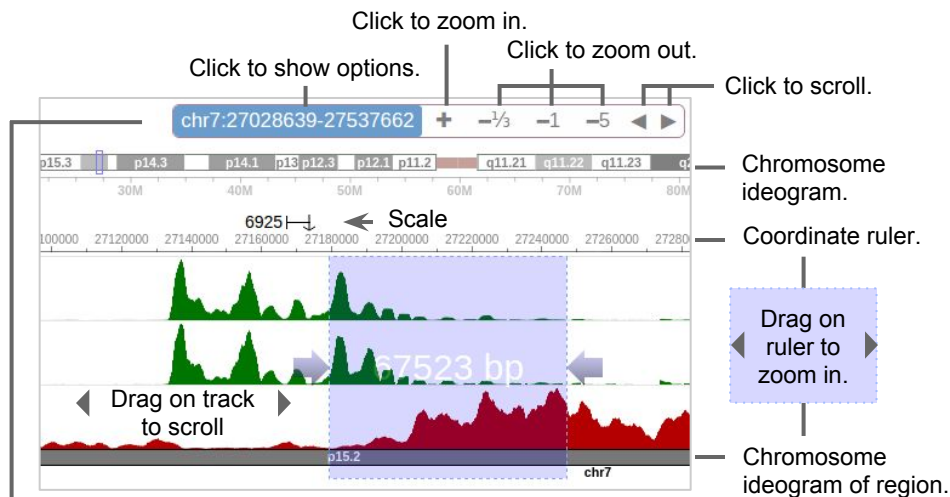 Click to zoom in.
Click to zoom out.
Click to show options.
Click to scroll.
chr7:27028639-27537662 + −⅓ −1 −5
p15.3 p14.3 p14.1 p13 p12.3 p12.1 p11.2 q11.21 q11.22 q11.23 q2
Chromosome
ideogram.
30M 40M 50M 60M 70M 80M
6925 Scale
100000 27120000 27140000 27160000 27180000 27200000 27220000 27240000 27260000 27280
Coordinate ruler.
Drag on
ruler to
zoom in.
67523 bp
Drag on track
to scroll
p15.2
chr7
Chromosome
ideogram of region.